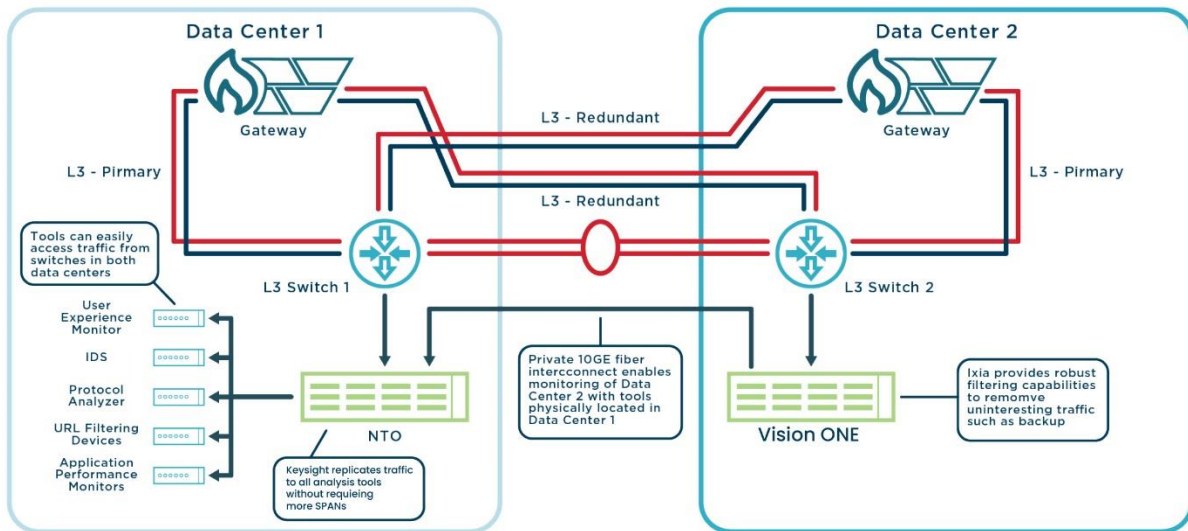 Data Center 1
Data Center 2
Gateway
Gateway
L3 - Redundant
L3 - Pirmary
L3 - Pirmary
L3 - Redundant
Tools can easily
access traffic from
switches in both
data centers
L3 Switch 1
L3 Switch 2
User
Experience
Monitor
IDS
Protocol
Analyzer
URL Filtering
Devices
Application
Performance
Monitors
NTO
Keysight replicates traffic
to all analysis tools
without requieing
more SPANs
Private 10GE fiber
intercconnect enables
monitoring of Data
Center 2 with tools
physically located in
Data Center 1
Vision ONE
Ixia provides robust
filtering capabilities
to remomve
uninteresting traffic
such as backup